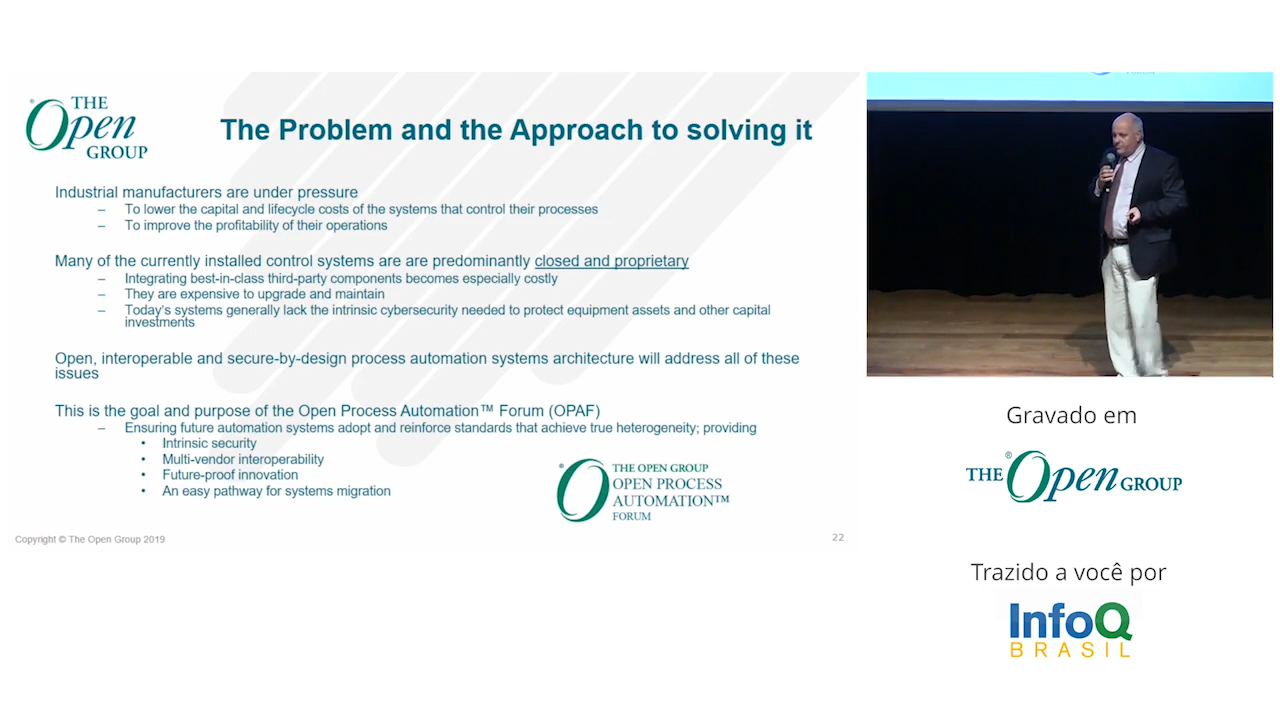 ® THE
Open
GROUP
The Problem and the Approach to solving it
Industrial manufacturers are under pressure
– To lower the capital and lifecycle costs of the systems that control their processes
– To improve the profitability of their operations
Many of the currently installed control systems are are predominantly closed and proprietary
– Integrating best-in-class third-party components becomes especially costly
– They are expensive to upgrade and maintain
– Today's systems generally lack the intrinsic cybersecurity needed to protect equipment assets and other capital
investments
Open, interoperable and secure-by-design process automation systems architecture will address all of these
issues
This is the goal and purpose of the Open Process Automation™ Forum (OPAF)
– Ensuring future automation systems adopt and reinforce standards that achieve true heterogeneity; providing
• Intrinsic security
• Multi-vendor interoperability
• Future-proof innovation
• An easy pathway for systems migration
® THE OPEN GROUP
OPEN PROCESS
AUTOMATION™
FORUM
Copyright © The Open Group 2019
22
Gravado em
THE Open GROUP ®
Trazido a você por
InfoQ
BRASIL